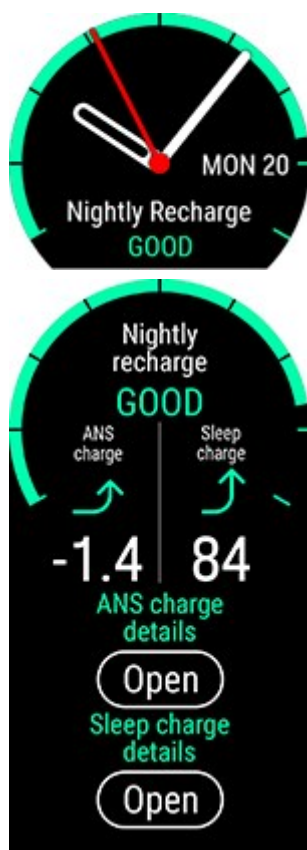 MON 20
Nightly Recharge
GOOD
Nightly
recharge
GOOD
ANS
charge
Sleep
charge
-1.4
84
ANS charge
details
Open
Sleep charge
details
Open